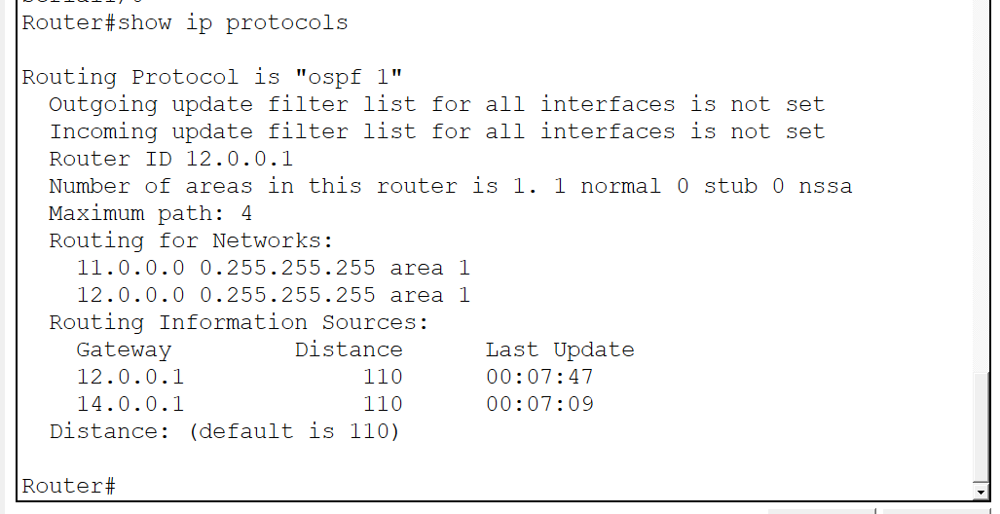 Router#show ip protocols
Routing Protocol is "ospf 1"
Outgoing update filter list for all interfaces is not set
Incoming update filter list for all interfaces is not set
Router ID 12.0.0.1
Number of areas in this router is 1. 1 normal 0 stub 0 nssa
Maximum path: 4
Routing for Networks:
11.0.0.0 0.255.255.255 area 1
12.0.0.0 0.255.255.255 area 1
Routing Information Sources:
Gateway Distance Last Update
12.0.0.1 110 00:07:47
14.0.0.1 110 00:07:09
Distance: (default is 110)
Router#